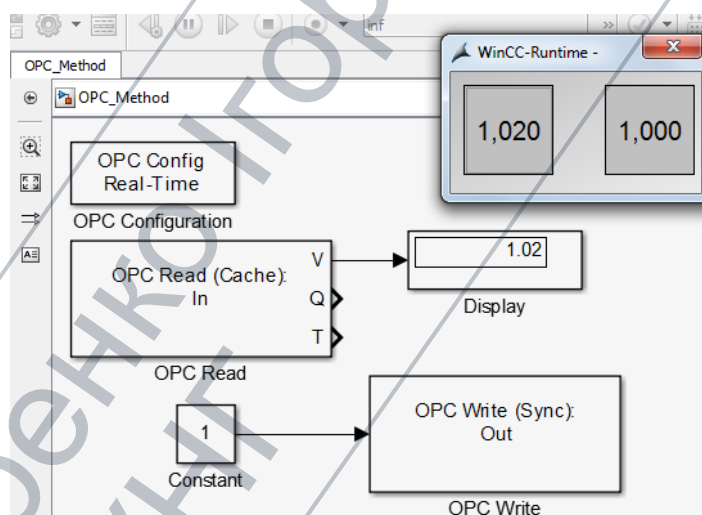 inf
»
OPC_Method
OPC_Method
WinCC-Runtime -
1,020
1,000
OPC Config
Real-Time
OPC Configuration
OPC Read (Cache):
In
V
Q
T
OPC Read
1.02
Display
1
Constant
OPC Write (Sync):
Out
OPC Write